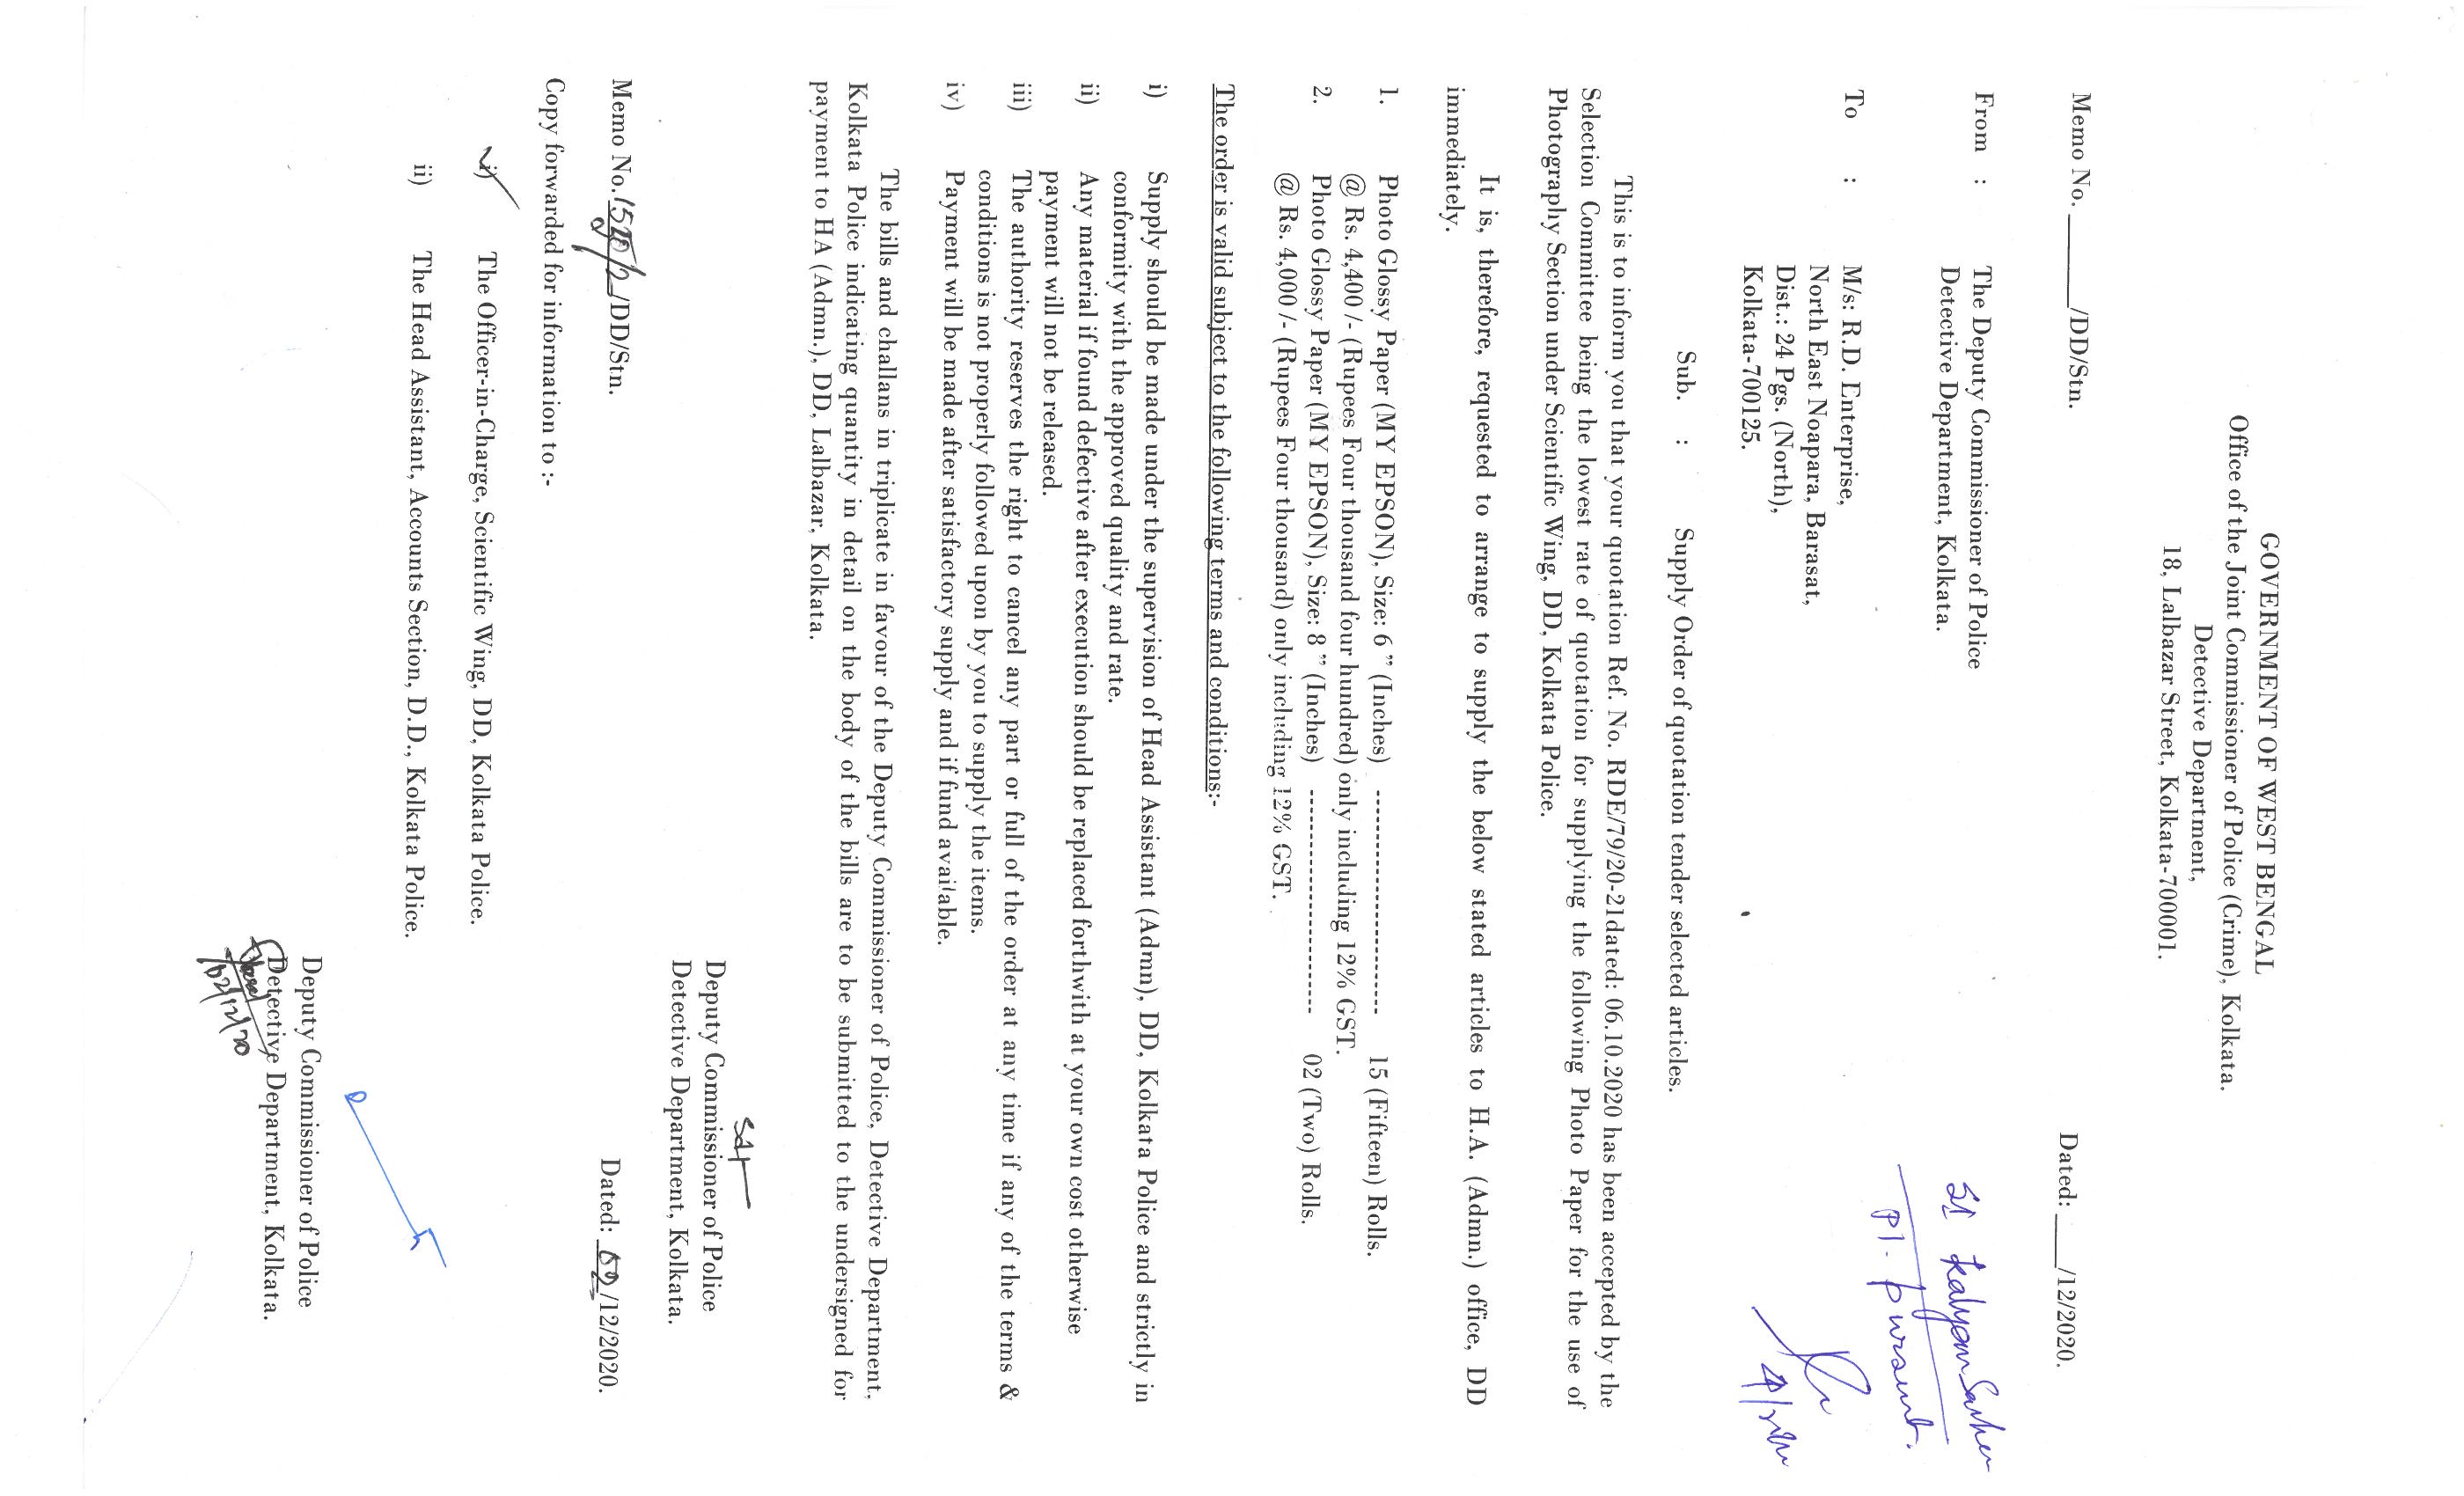 GOVERNMENT OF WEST BENGAL
Office of the Joint Commissioner of Police (Crime), Kolkata.
Detective Department,
18, Lalbazar Street, Kolkata-700001.
Memo No.________/DD/Stn. Dated: ____/12/2020.
From : The Deputy Commissioner of Police
Detective Department, Kolkata.
SI Kalyan Sarkar
Pl. put up
To : M/s: R.D. Enterprise,
North East Noapara, Barasat,
Dist.: 24 Pgs. (North),
Kolkata-700125.
Sub. : Supply Order of quotation tender selected articles.
This is to inform you that your quotation Ref. No. RDE/79/20-21dated: 06.10.2020 has been accepted by the
Selection Committee being the lowest rate of quotation for supplying the following Photo Paper for the use of
Photography Section under Scientific Wing, DD, Kolkata Police.
It is, therefore, requested to arrange to supply the below stated articles to H.A. (Admn.) office, DD
immediately.
1. Photo Glossy Paper (MY EPSON), Size: 6 ” (Inches) -------------------------- 15 (Fifteen) Rolls.
@ Rs. 4,400 /- (Rupees Four thousand four hundred) only including 12% GST.
2. Photo Glossy Paper (MY EPSON), Size: 8 ” (Inches) -------------------------- 02 (Two) Rolls.
@ Rs. 4,000 /- (Rupees Four thousand) only including 12% GST.
The order is valid subject to the following terms and conditions:-
i) Supply should be made under the supervision of Head Assistant (Admn), DD, Kolkata Police and strictly in
conformity with the approved quality and rate.
ii) Any material if found defective after execution should be replaced forthwith at your own cost otherwise
payment will not be released.
iii) The authority reserves the right to cancel any part or full of the order at any time if any of the terms &
conditions is not properly followed upon by you to supply the items.
iv) Payment will be made after satisfactory supply and if fund available.
The bills and challans in triplicate in favour of the Deputy Commissioner of Police, Detective Department,
Kolkata Police indicating quantity in detail on the body of the bills are to be submitted to the undersigned for
payment to HA (Admn.), DD, Lalbazar, Kolkata.
Sd/-
Deputy Commissioner of Police
Detective Department, Kolkata.
Memo No. /DD/Stn. Dated: 02/12/2020.
Copy forwarded for information to :-
i) The Officer-in-Charge, Scientific Wing, DD, Kolkata Police.
ii) The Head Assistant, Accounts Section, D.D., Kolkata Police.
Deputy Commissioner of Police
Detective Department, Kolkata.
02/12/20